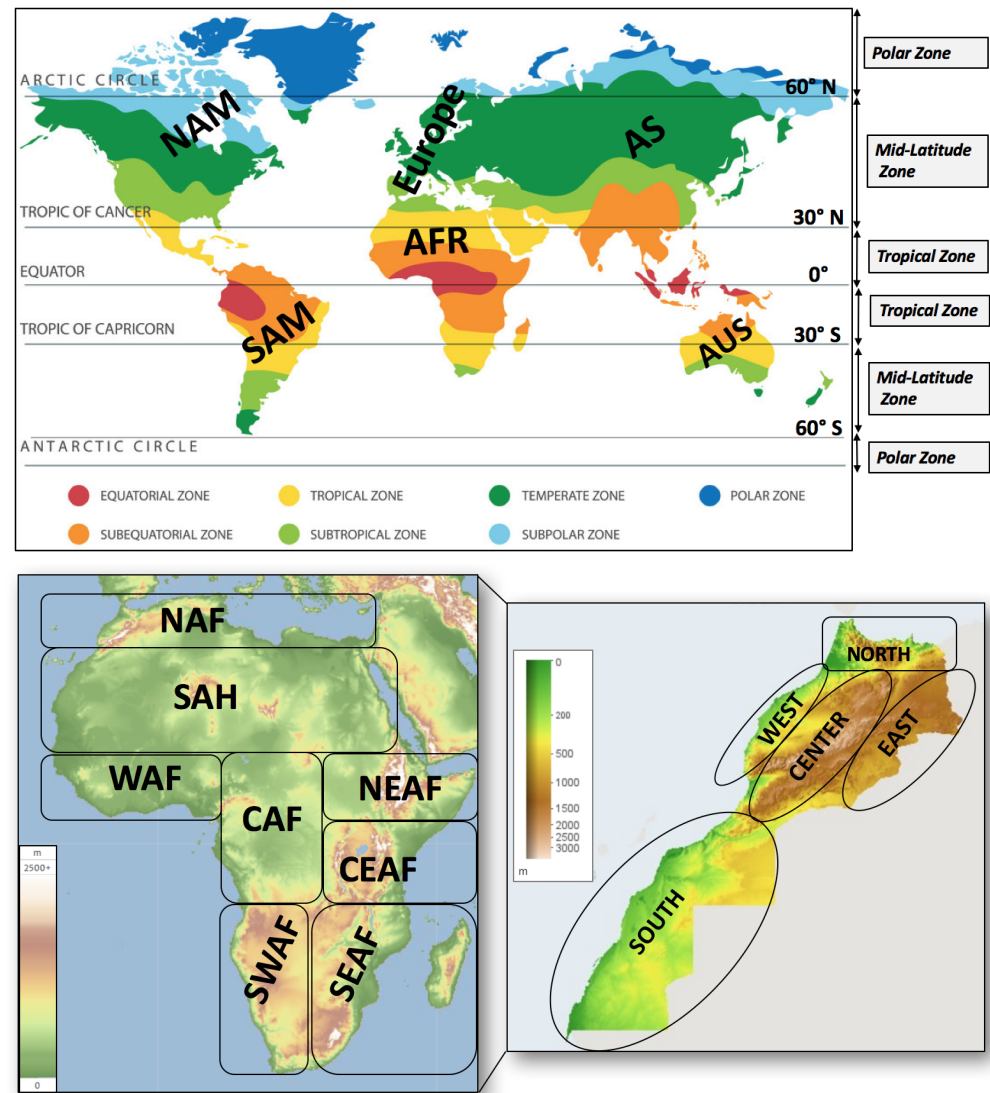 Polar Zone
ARCTIC CIRCLE
60° N
NAM
Europe
AS
Mid-Latitude
Zone
TROPIC OF CANCER
30° N
AFR
Tropical Zone
EQUATOR
0°
SAM
Tropical Zone
TROPIC OF CAPRICORN
AUS
30° S
Mid-Latitude
Zone
60° S
ANTARCTIC CIRCLE
Polar Zone
EQUATORIAL ZONE
TROPICAL ZONE
TEMPERATE ZONE
POLAR ZONE
SUBEQUATORIAL ZONE
SUBTROPICAL ZONE
SUBPOLAR ZONE
NAF
SAH
WAF
NEAF
CAF
CEAF
SWAF
SEAF
m
2500+
0
NORTH
WEST
CENTER
EAST
SOUTH
0
200
500
1000
1500
2000
2500
3000
m